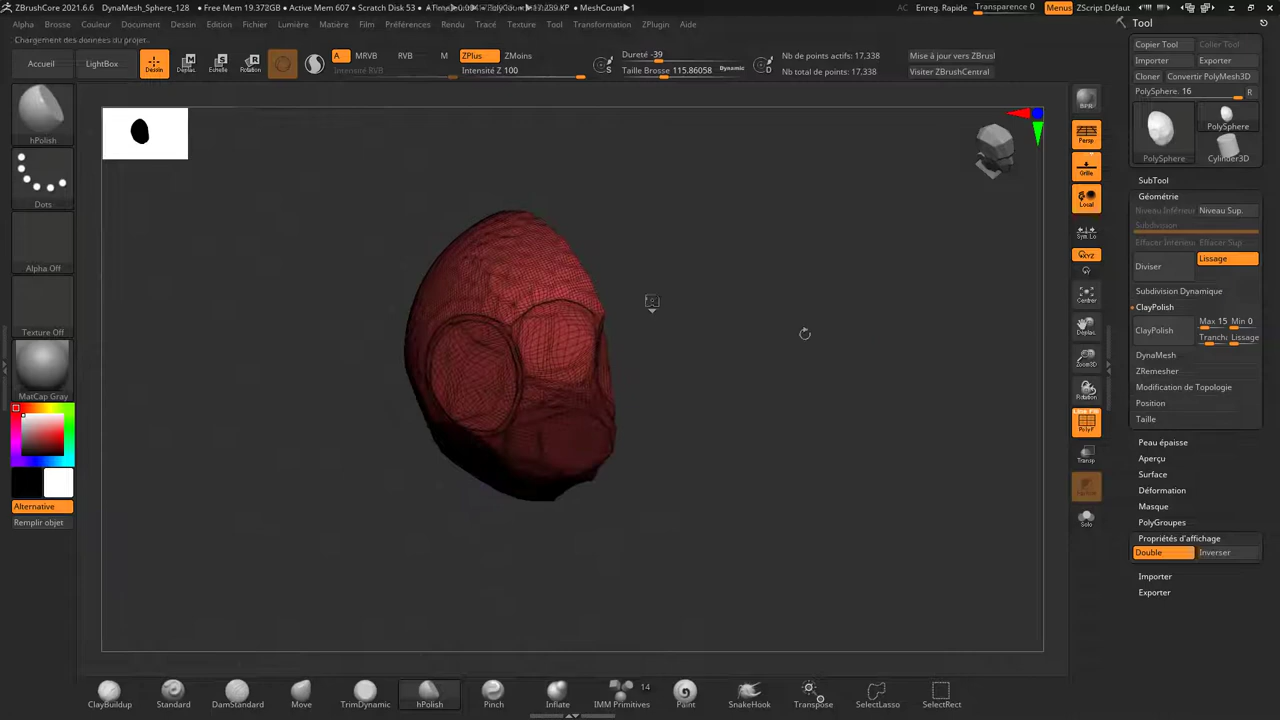 ZBrushCore 2021.6.6 DynaMesh_Sphere_128 • Free Mem 19.372GB • Active Mem 607 • Scratch Disk 53 • MeshCount▶1
AC Enreg. Rapide Transparence 0 Menus ZScript Défaut
Alpha Brosse Couleur Document Dessin Edition Fichier Lumière Matière Film Préférences Rendu Tracé Texture Tool Transformation ZPlugin Aide
Chargement des données du projet..
Accueil LightBox Dessin Déplac. Echelle Rotation
A MRVB RVB M ZPlus ZMoins
Intensité RVB Intensité Z 100
Dureté -39
Taille Brosse 115.86058 Dynamic
Nb de points actifs: 17,338
Nb total de points: 17,338
Mise à jour vers ZBrush
Visiter ZBrushCentral
hPolish
Dots
Alpha Off
Texture Off
MatCap Gray
Alternative
Remplir objet
BPR
Persp
Grille
Local
Sym.Lo
XYZ
Centrer
Déplac.
Zoom3D
Rotation
Line Fill
PolyF
Transp
Solo
Tool
Copier Tool Coller Tool
Importer Exporter
Cloner Convertir PolyMesh3D
PolySphere. 16 R
PolySphere
PolySphere Cylinder3D
SubTool
Géométrie
Niveau Inférieur Niveau Sup.
Subdivision
Effacer Inférieur Effacer Sup
Diviser Lissage
Subdivision Dynamique
ClayPolish
ClayPolish Max 15 Min 0
Tranch Lissage
DynaMesh
ZRemesher
Modification de Topologie
Position
Taille
Peau épaisse
Aperçu
Surface
Déformation
Masque
PolyGroupes
Propriétés d'affichage
Double Inverser
Importer
Exporter
ClayBuildup Standard DamStandard Move TrimDynamic hPolish Pinch Inflate IMM Primitives 14 Paint SnakeHook Transpose SelectLasso SelectRect